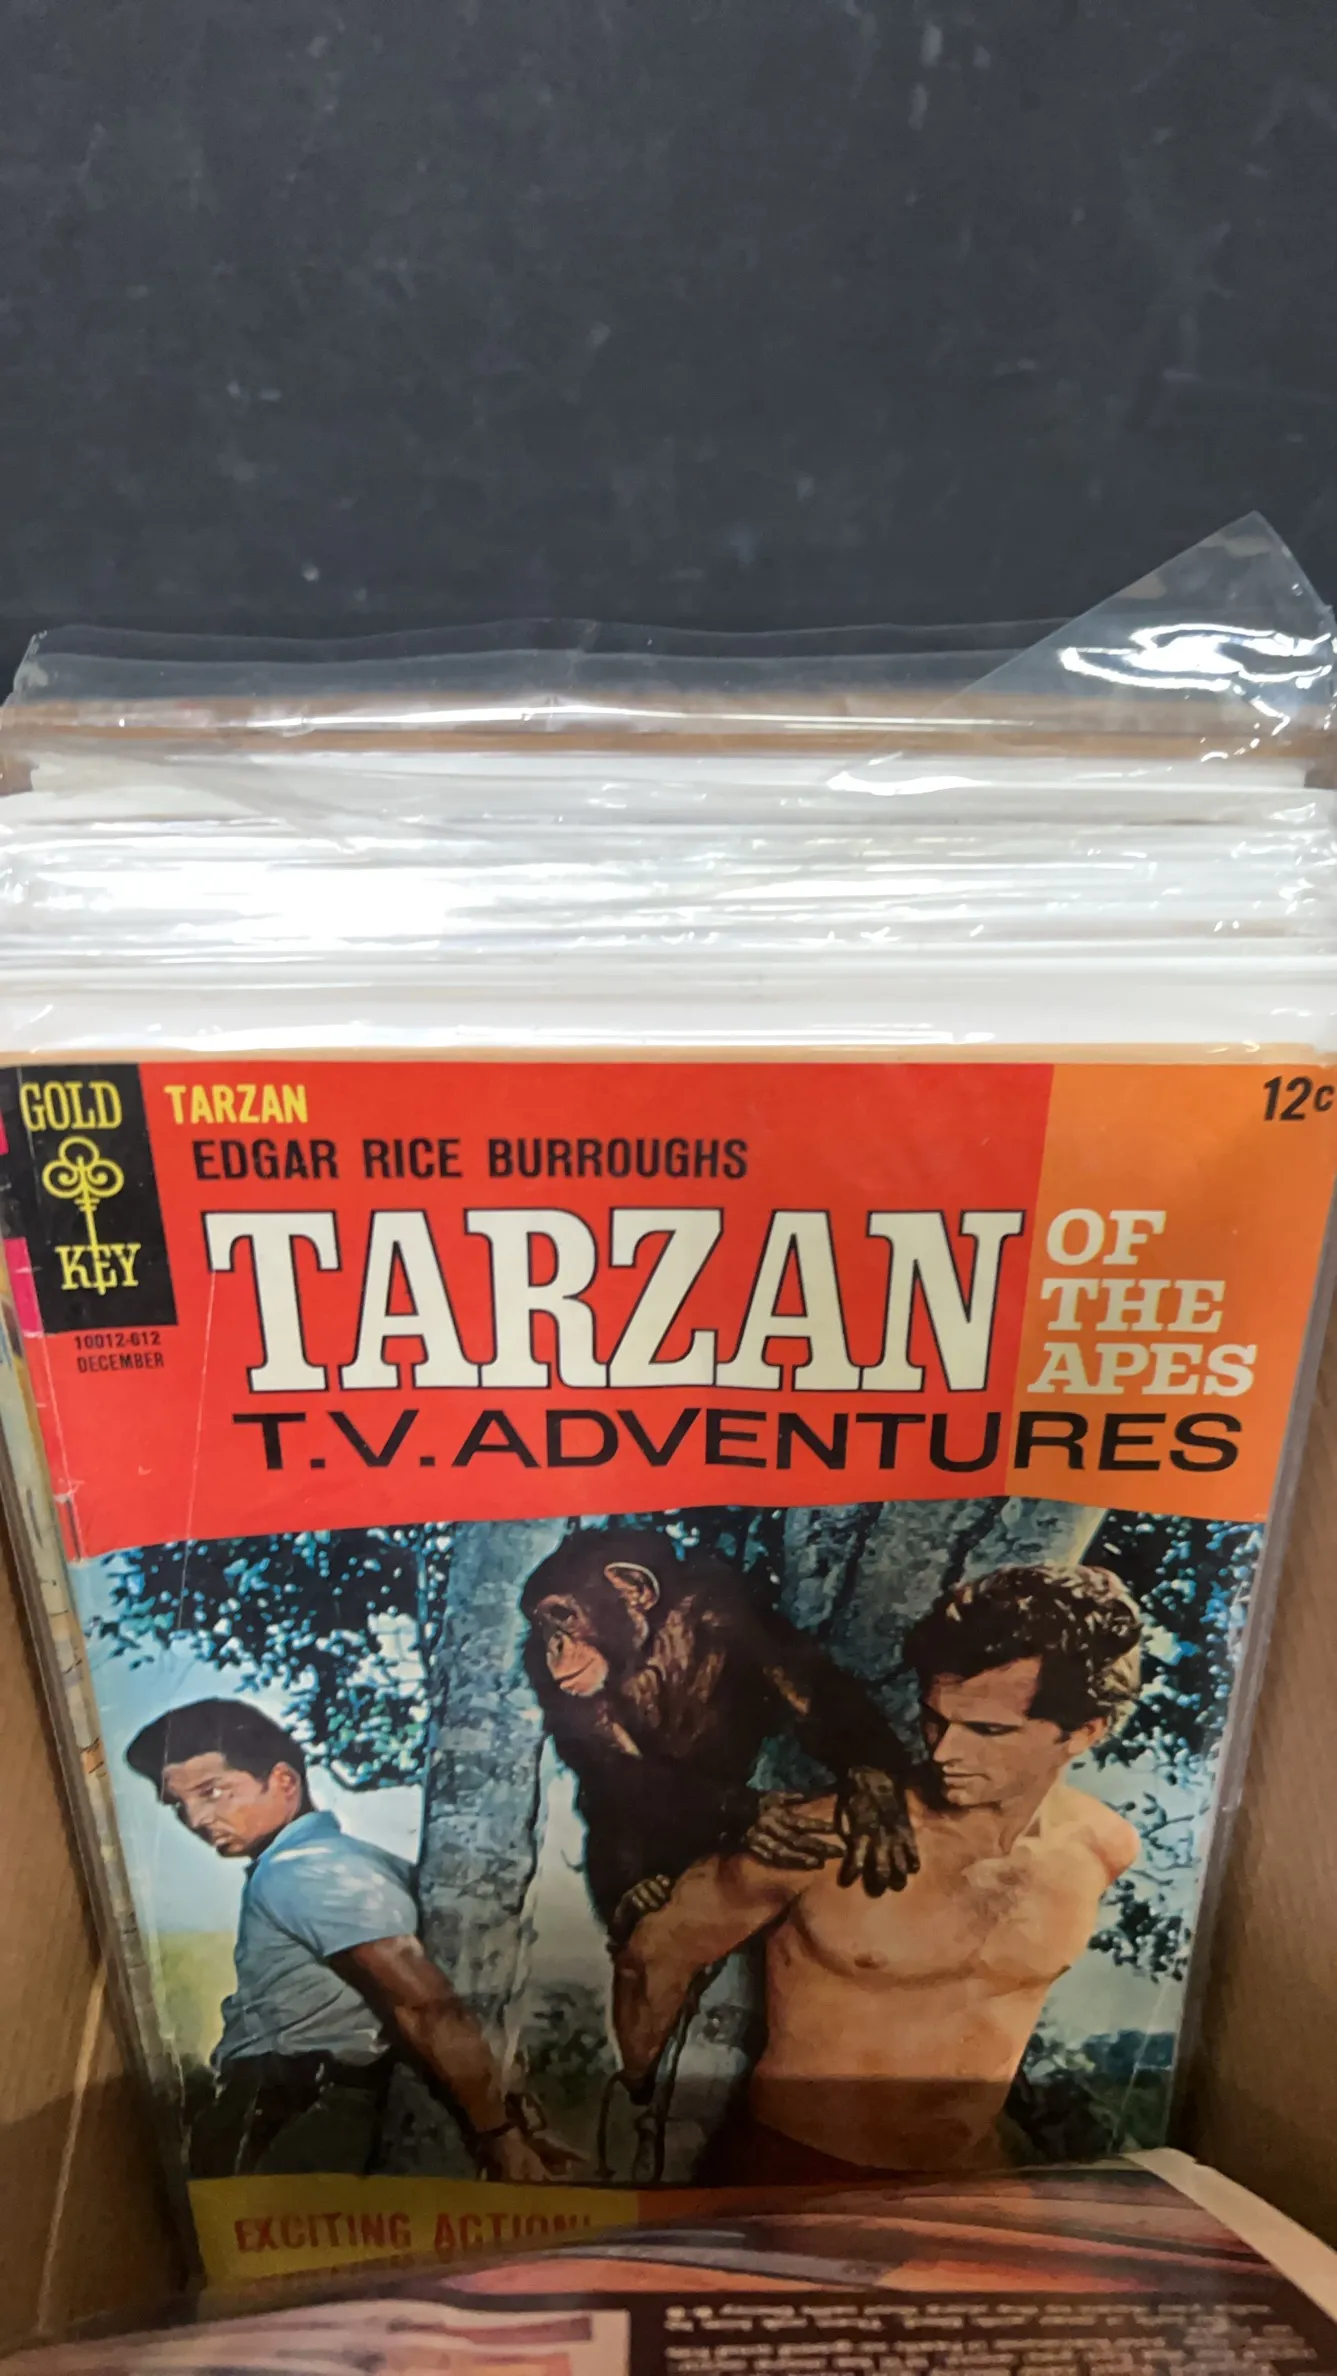 GOLD
KEY
10012-612
DECEMBER
TARZAN
EDGAR RICE BURROUGHS
TARZAN
OF
THE
APES
12c
T.V. ADVENTURES
EXCITING ACTION!